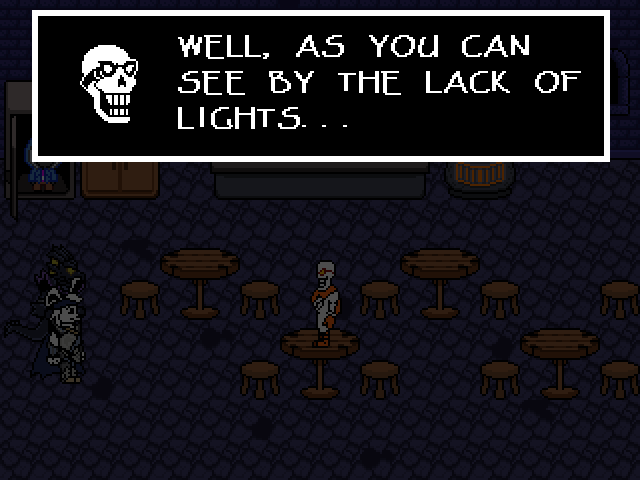 WELL, AS YOU CAN
SEE BY THE LACK OF
LIGHTS...